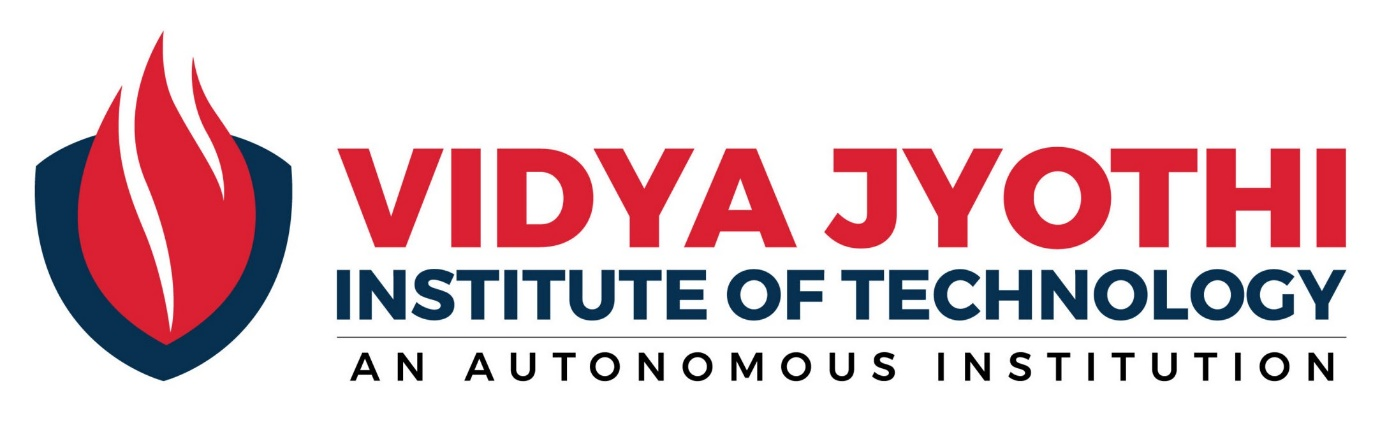 VIDYA JYOTHI
INSTITUTE OF TECHNOLOGY
AN AUTONOMOUS INSTITUTION